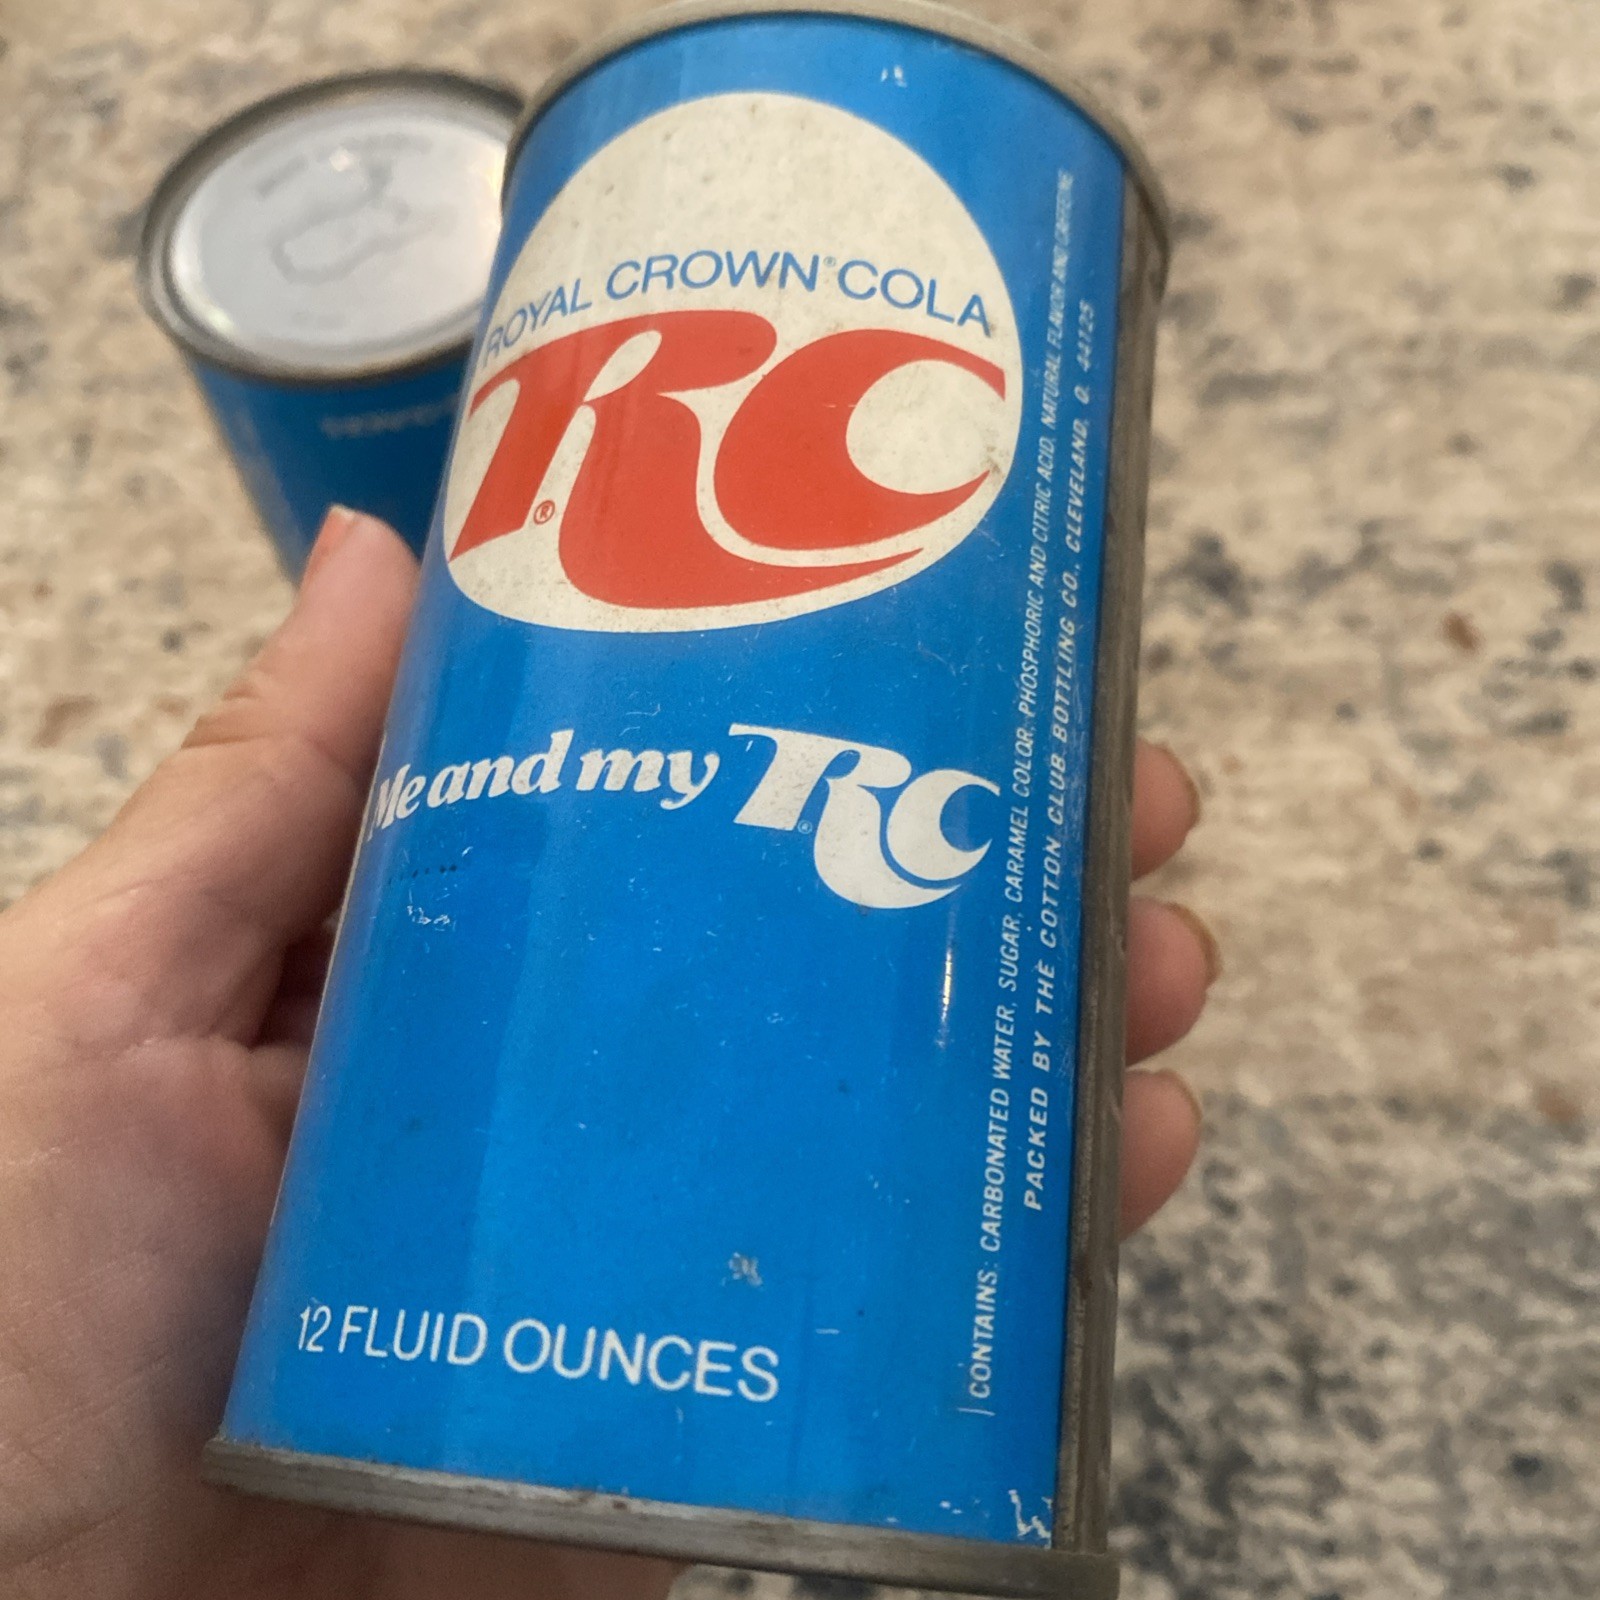 ROYAL CROWN® COLA
RC®
Me and my RC®
12 FLUID OUNCES
CONTAINS: CARBONATED WATER, SUGAR, CARAMEL COLOR, PHOSPHORIC AND CITRIC ACID, NATURAL FLAVOR AND CAFFEINE
PACKED BY THE COTTON CLUB BOTTLING CO., CLEVELAND, O. 44125